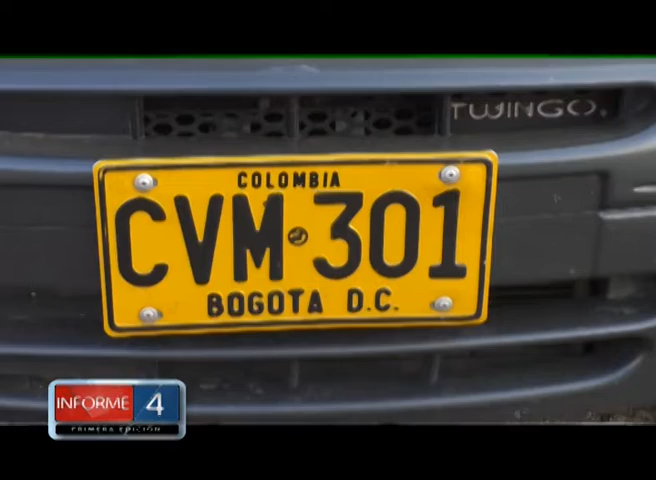 TWINGO.
COLOMBIA
CVM 301
BOGOTA D.C.
INFORME 4
PRIMERA EDICIÓN